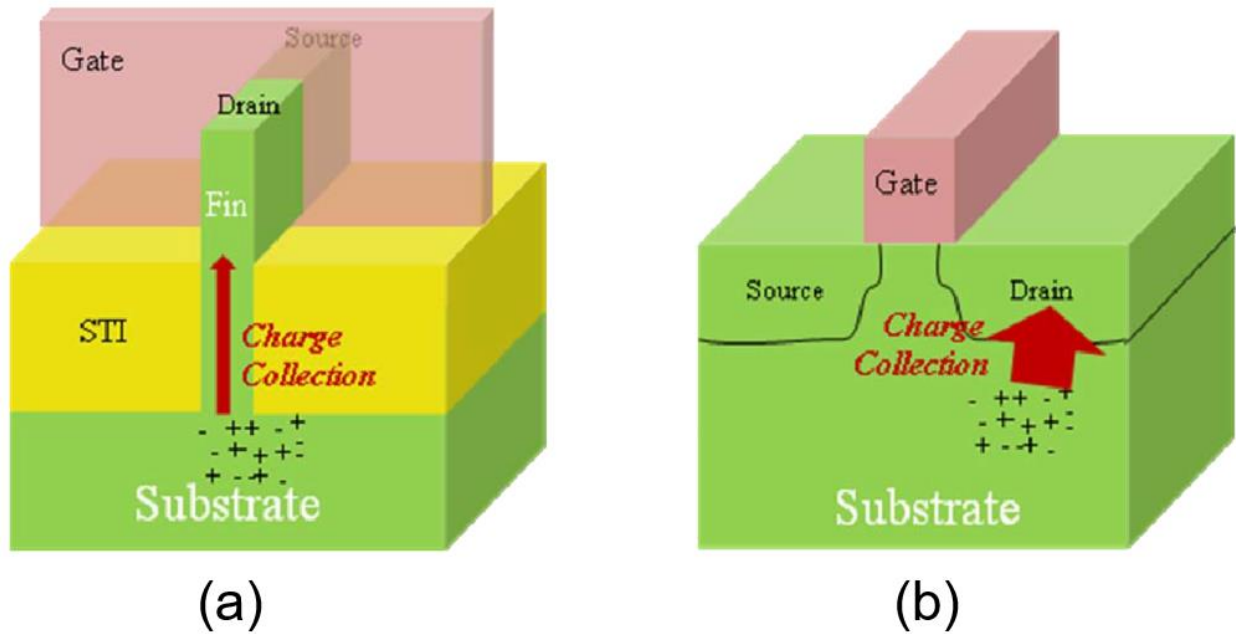 Gate
Source
Drain
Fin
STI
Charge
Collection
- ++ - +
- + + + -
+ -- + -
Substrate
(a)
Gate
Source
Drain
Charge
Collection
- ++ - +
- + + + -
+ -- + -
Substrate
(b)